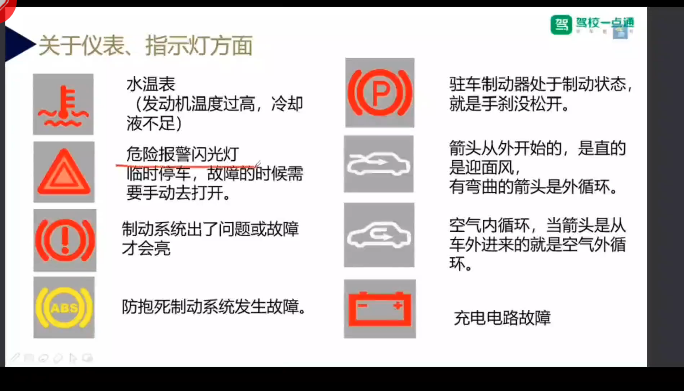 关于仪表、指示灯方面
驾 驾校一点通
水温表
（发动机温度过高，冷却
液不足）
危险报警闪光灯
临时停车，故障的时候需
要手动去打开。
制动系统出了问题或故障
才会亮
ABS
防抱死制动系统发生故障。
P
驻车制动器处于制动状态，
就是手刹没松开。
箭头从外开始的，是直的
是迎面风，
有弯曲的箭头是外循环。
空气内循环，当箭头是从
车外进来的就是空气外循
环。
充电电路故障